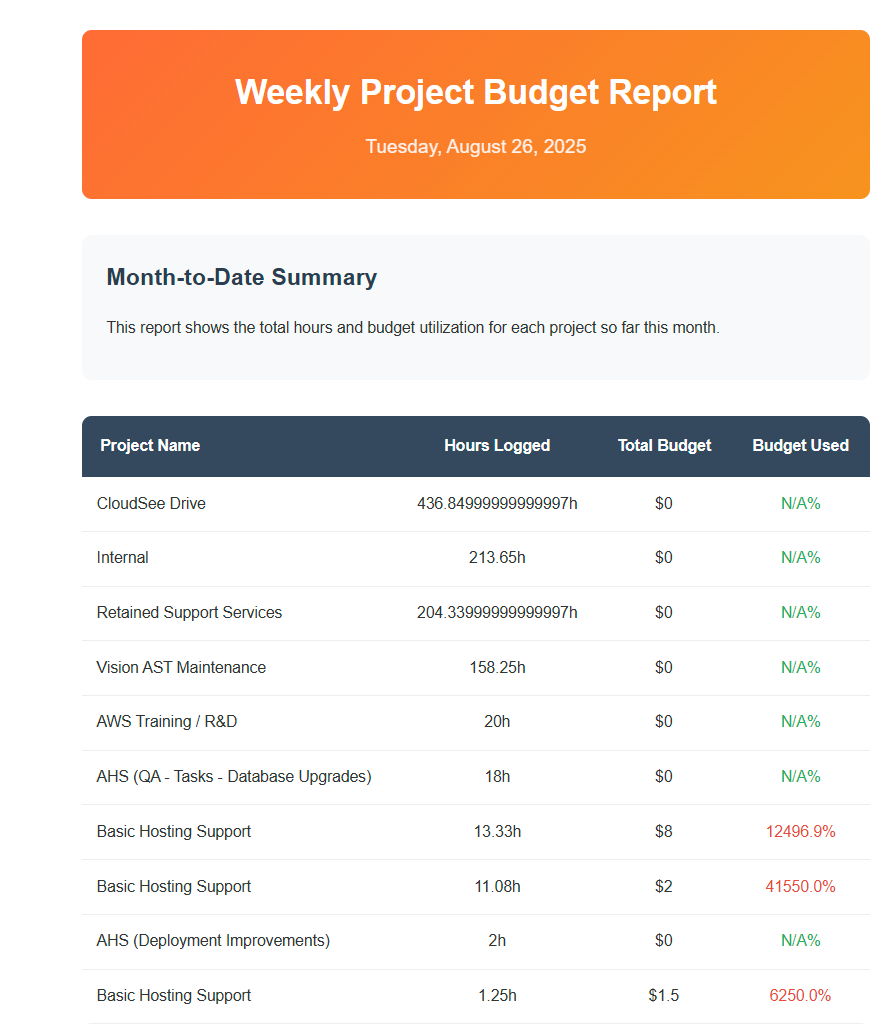 Weekly Project Budget Report
Tuesday, August 26, 2025
Month-to-Date Summary
This report shows the total hours and budget utilization for each project so far this month.
Project Name Hours Logged Total Budget Budget Used
CloudSee Drive 436.84999999999997h $0 N/A%
Internal 213.65h $0 N/A%
Retained Support Services 204.33999999999997h $0 N/A%
Vision AST Maintenance 158.25h $0 N/A%
AWS Training / R&D 20h $0 N/A%
AHS (QA - Tasks - Database Upgrades) 18h $0 N/A%
Basic Hosting Support 13.33h $8 12496.9%
Basic Hosting Support 11.08h $2 41550.0%
AHS (Deployment Improvements) 2h $0 N/A%
Basic Hosting Support 1.25h $1.5 6250.0%